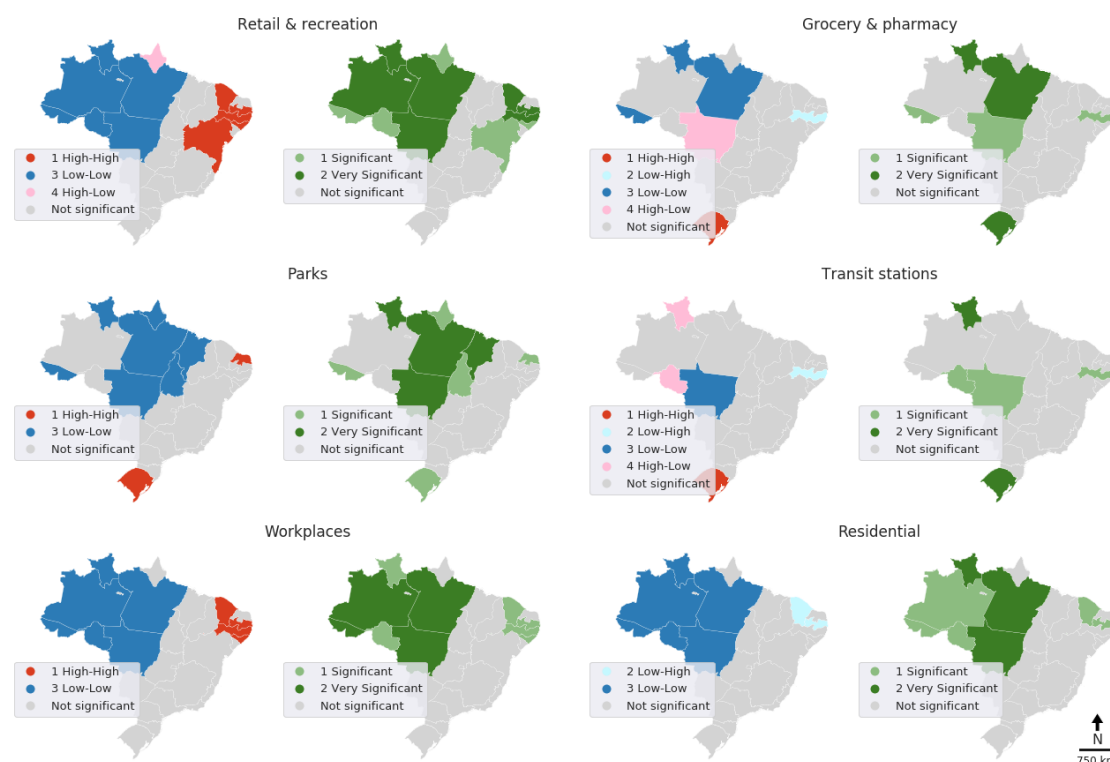 Retail & recreation
1 High-High
3 Low-Low
4 High-Low
Not significant
1 Significant
2 Very Significant
Not significant
Grocery & pharmacy
1 High-High
2 Low-High
3 Low-Low
4 High-Low
Not significant
1 Significant
2 Very Significant
Not significant
Parks
1 High-High
3 Low-Low
Not significant
1 Significant
2 Very Significant
Not significant
Transit stations
1 High-High
2 Low-High
3 Low-Low
4 High-Low
Not significant
1 Significant
2 Very Significant
Not significant
Workplaces
1 High-High
3 Low-Low
Not significant
1 Significant
2 Very Significant
Not significant
Residential
2 Low-High
3 Low-Low
Not significant
1 Significant
2 Very Significant
Not significant
N
750 km